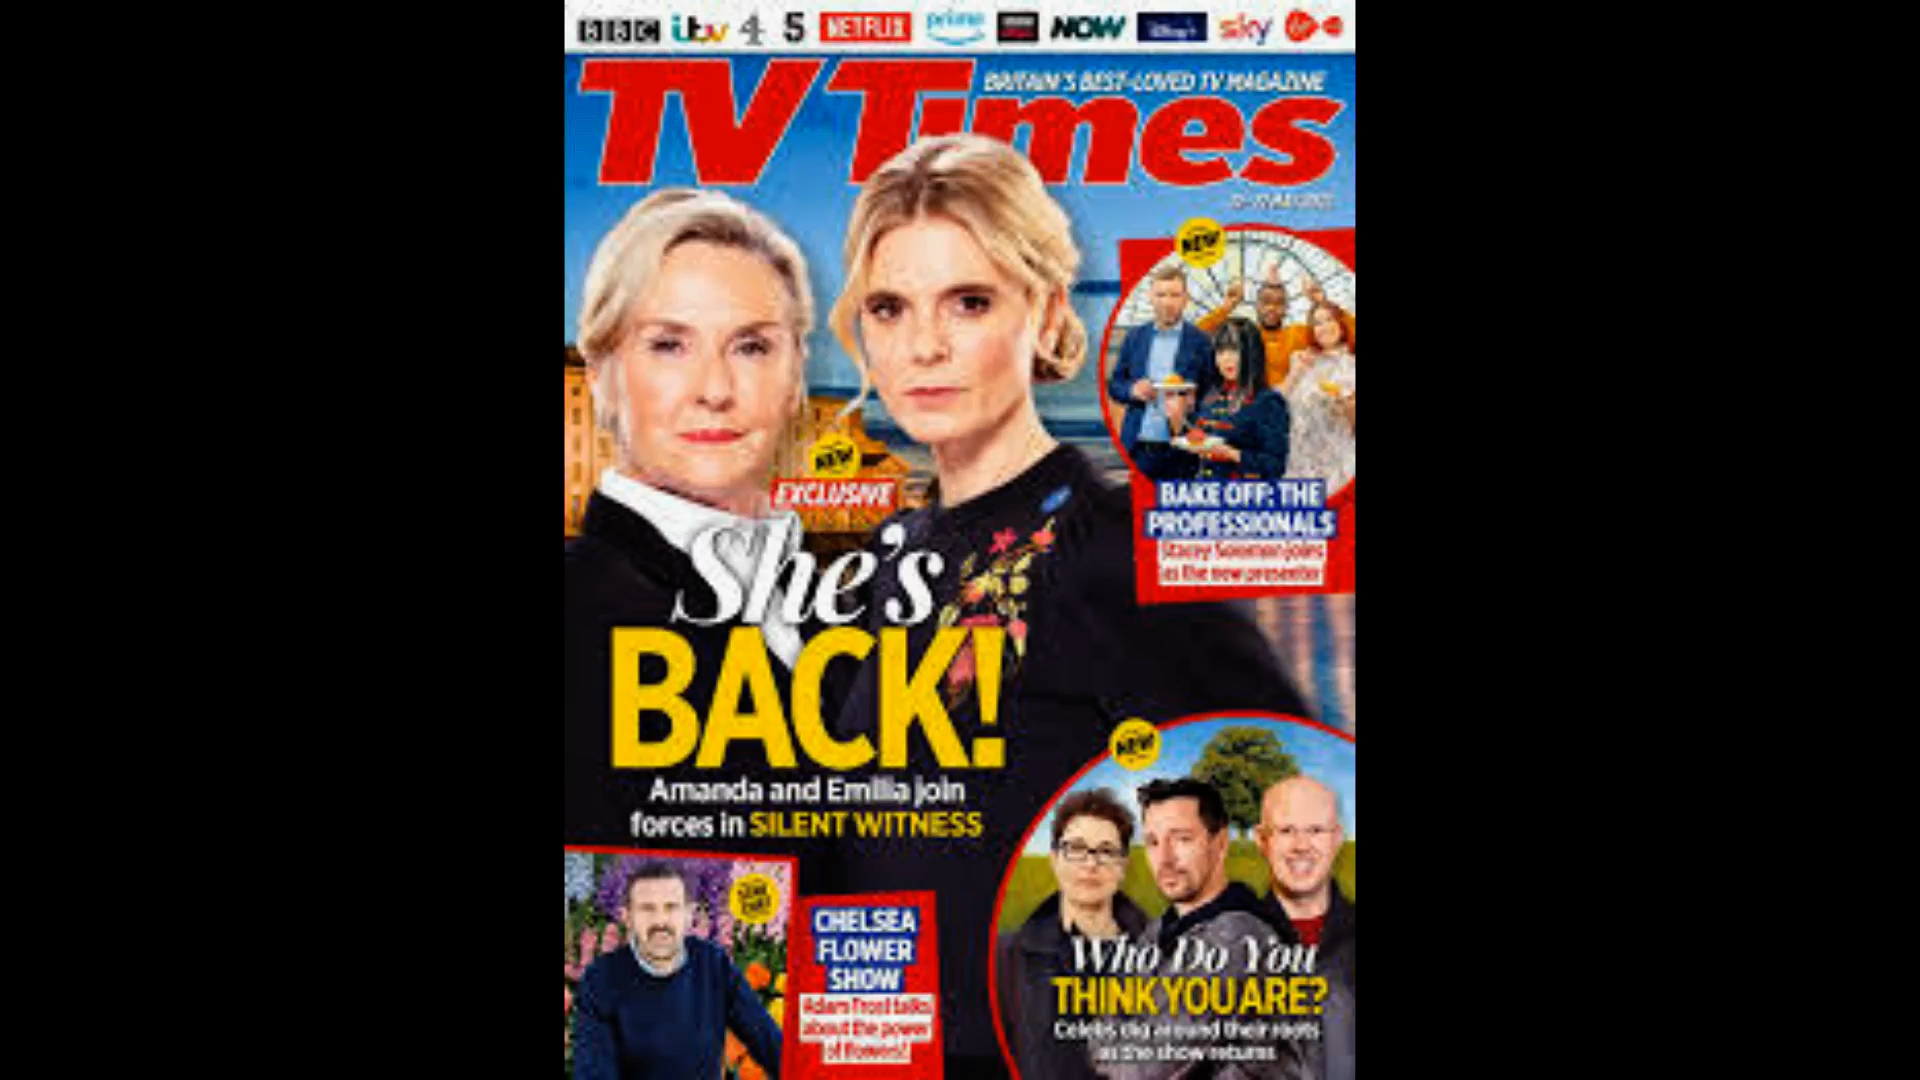 BBC itv 4 5 NETFLIX prime NOW Disney+ sky
BRITAIN'S BEST-LOVED TV MAGAZINE
TV Times
NEW
BAKE OFF: THE
PROFESSIONALS
Stacey Solomon joins
as the new presenter
NEW
EXCLUSIVE
She's
BACK!
Amanda and Emilia join
forces in SILENT WITNESS
CHELSEA
FLOWER
SHOW
Adam Frost talks
about the power
of flowers!
NEW
Who Do You
THINK YOU ARE?
Celebs dig around their roots
as the show returns